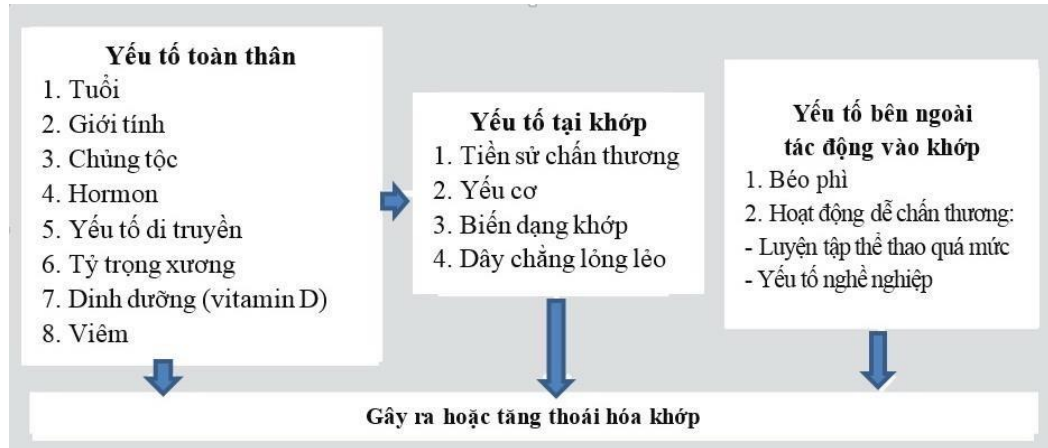 Yếu tố toàn thân
1. Tuổi
2. Giới tính
3. Chủng tộc
4. Hormon
5. Yếu tố di truyền
6. Tỷ trọng xương
7. Dinh dưỡng (vitamin D)
8. Viêm
Yếu tố tại khớp
1. Tiền sử chấn thương
2. Yếu cơ
3. Biến dạng khớp
4. Dây chằng lỏng lẻo
Yếu tố bên ngoài
tác động vào khớp
1. Béo phì
2. Hoạt động dễ chấn thương:
- Luyện tập thể thao quá mức
- Yếu tố nghề nghiệp
Gây ra hoặc tăng thoái hóa khớp